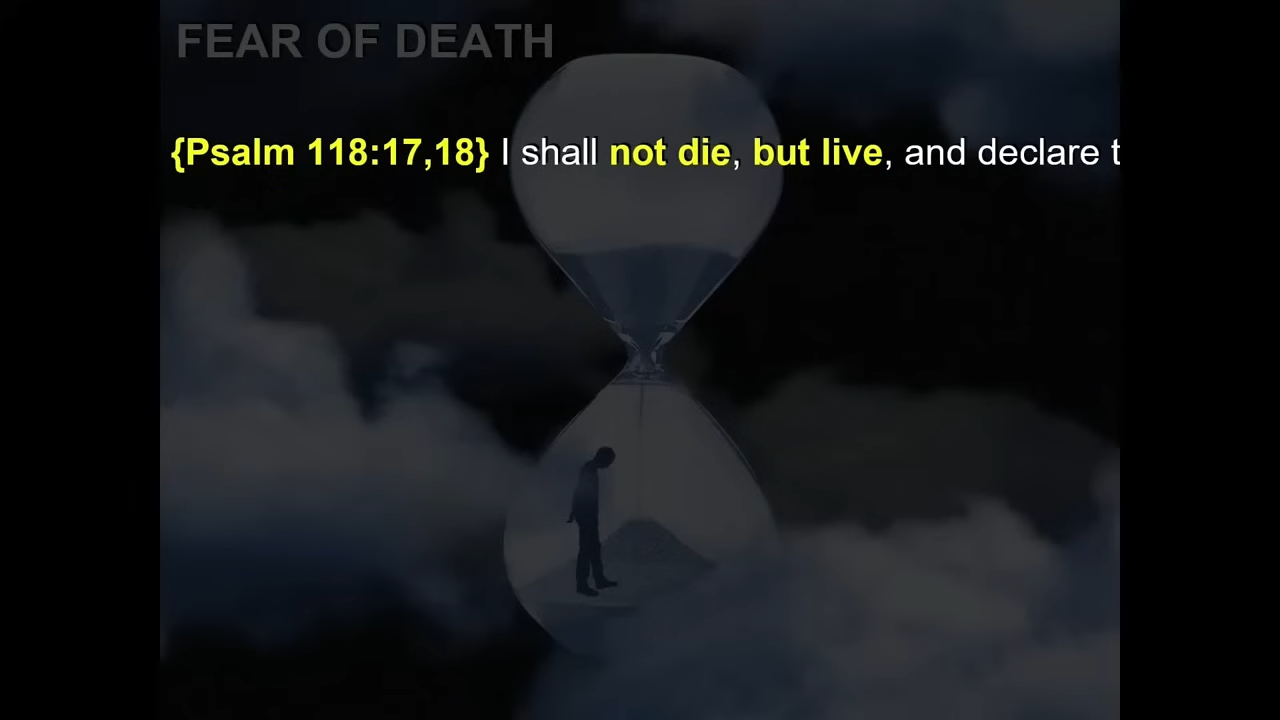 FEAR OF DEATH
{Psalm 118:17,18} I shall not die, but live, and declare t